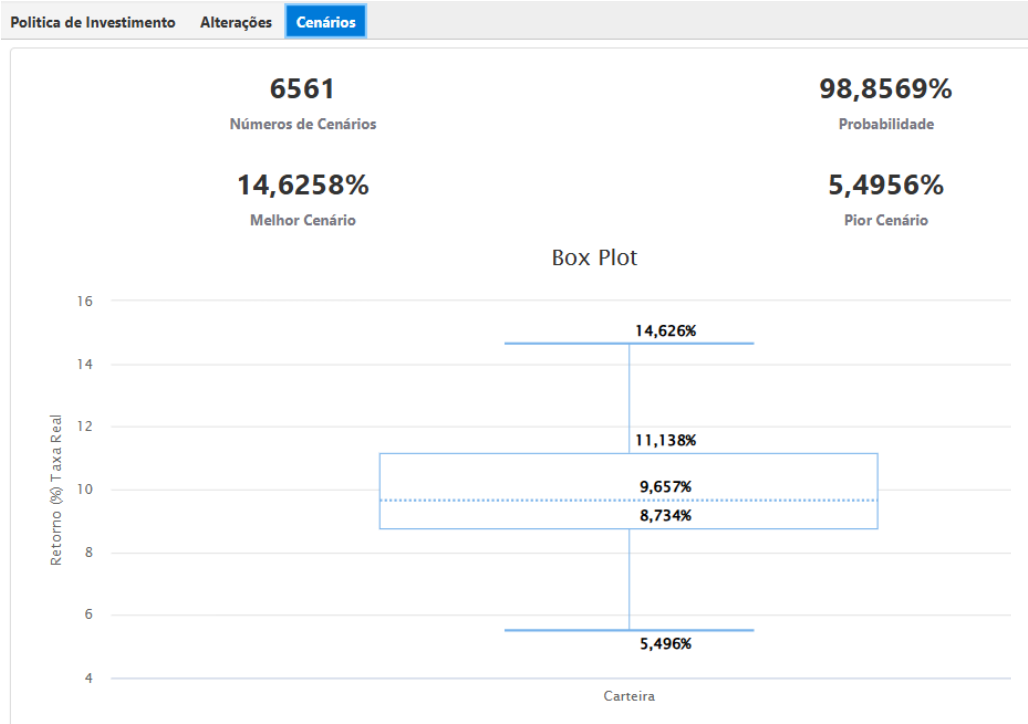 Politica de Investimento Alterações Cenários
6561 98,8569%
Números de Cenários Probabilidade
14,6258% 5,4956%
Melhor Cenário Pior Cenário
Box Plot
16
14,626%
14
12
11,138%
Retorno (%) Taxa Real
10
9,657%
8,734%
8
6
5,496%
4
Carteira